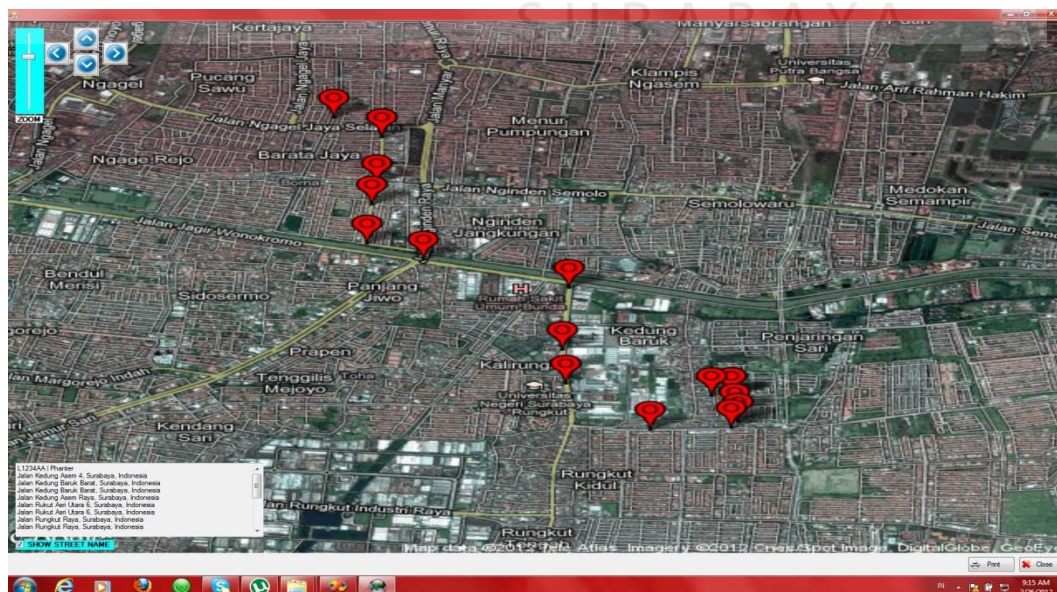 SURABAYA
Kertajaya
Manyarsabrangan
Ngagel
Pucang
Sawu
Klampis
Ngasem
Universitas
Putra Bangsa
Jalan Arif Rahman Hakim
ZOOM
Jalan Ngagel Jaya Selatan
Menur
Pumpungan
Ngage Rejo
Barata Jaya
Jalan Nginden Semolo
Medokan
Semampir
Semolowaru
Jalan Jagir Wonokromo
Nginden
Jangkungan
Bendul
Merisi
Sidosermo
Panjang
Jiwo
H
Rumah Sakit
Umum Bunda
Kedung
Baruk
Penjaringan
Sari
Prapen
Kalirung
Tenggilis
Mejoyo
Toha
Universitas
Negeri Surabaya
Rungkut
Kendang
Sari
L1234AA | Phanter
Jalan Kedung Asem 4, Surabaya, Indonesia
Jalan Kedung Baruk Barat, Surabaya, Indonesia
Jalan Kedung Baruk Barat, Surabaya, Indonesia
Jalan Kedung Asem Raya, Surabaya, Indonesia
Jalan Rukut Asri Utara 6, Surabaya, Indonesia
Jalan Rukut Asri Utara 6, Surabaya, Indonesia
Jalan Rungkut Raya, Surabaya, Indonesia
Jalan Rungkut Raya, Surabaya, Indonesia
Rungkut
Kidul
Rungkut Industri Raya
Rungkut
SHOW STREET NAME
Map data ©2012 Tele Atlas Imagery ©2012 Cnes/Spot Image, DigitalGlobe, GeoEy
Print
Close
IN
9:15 AM